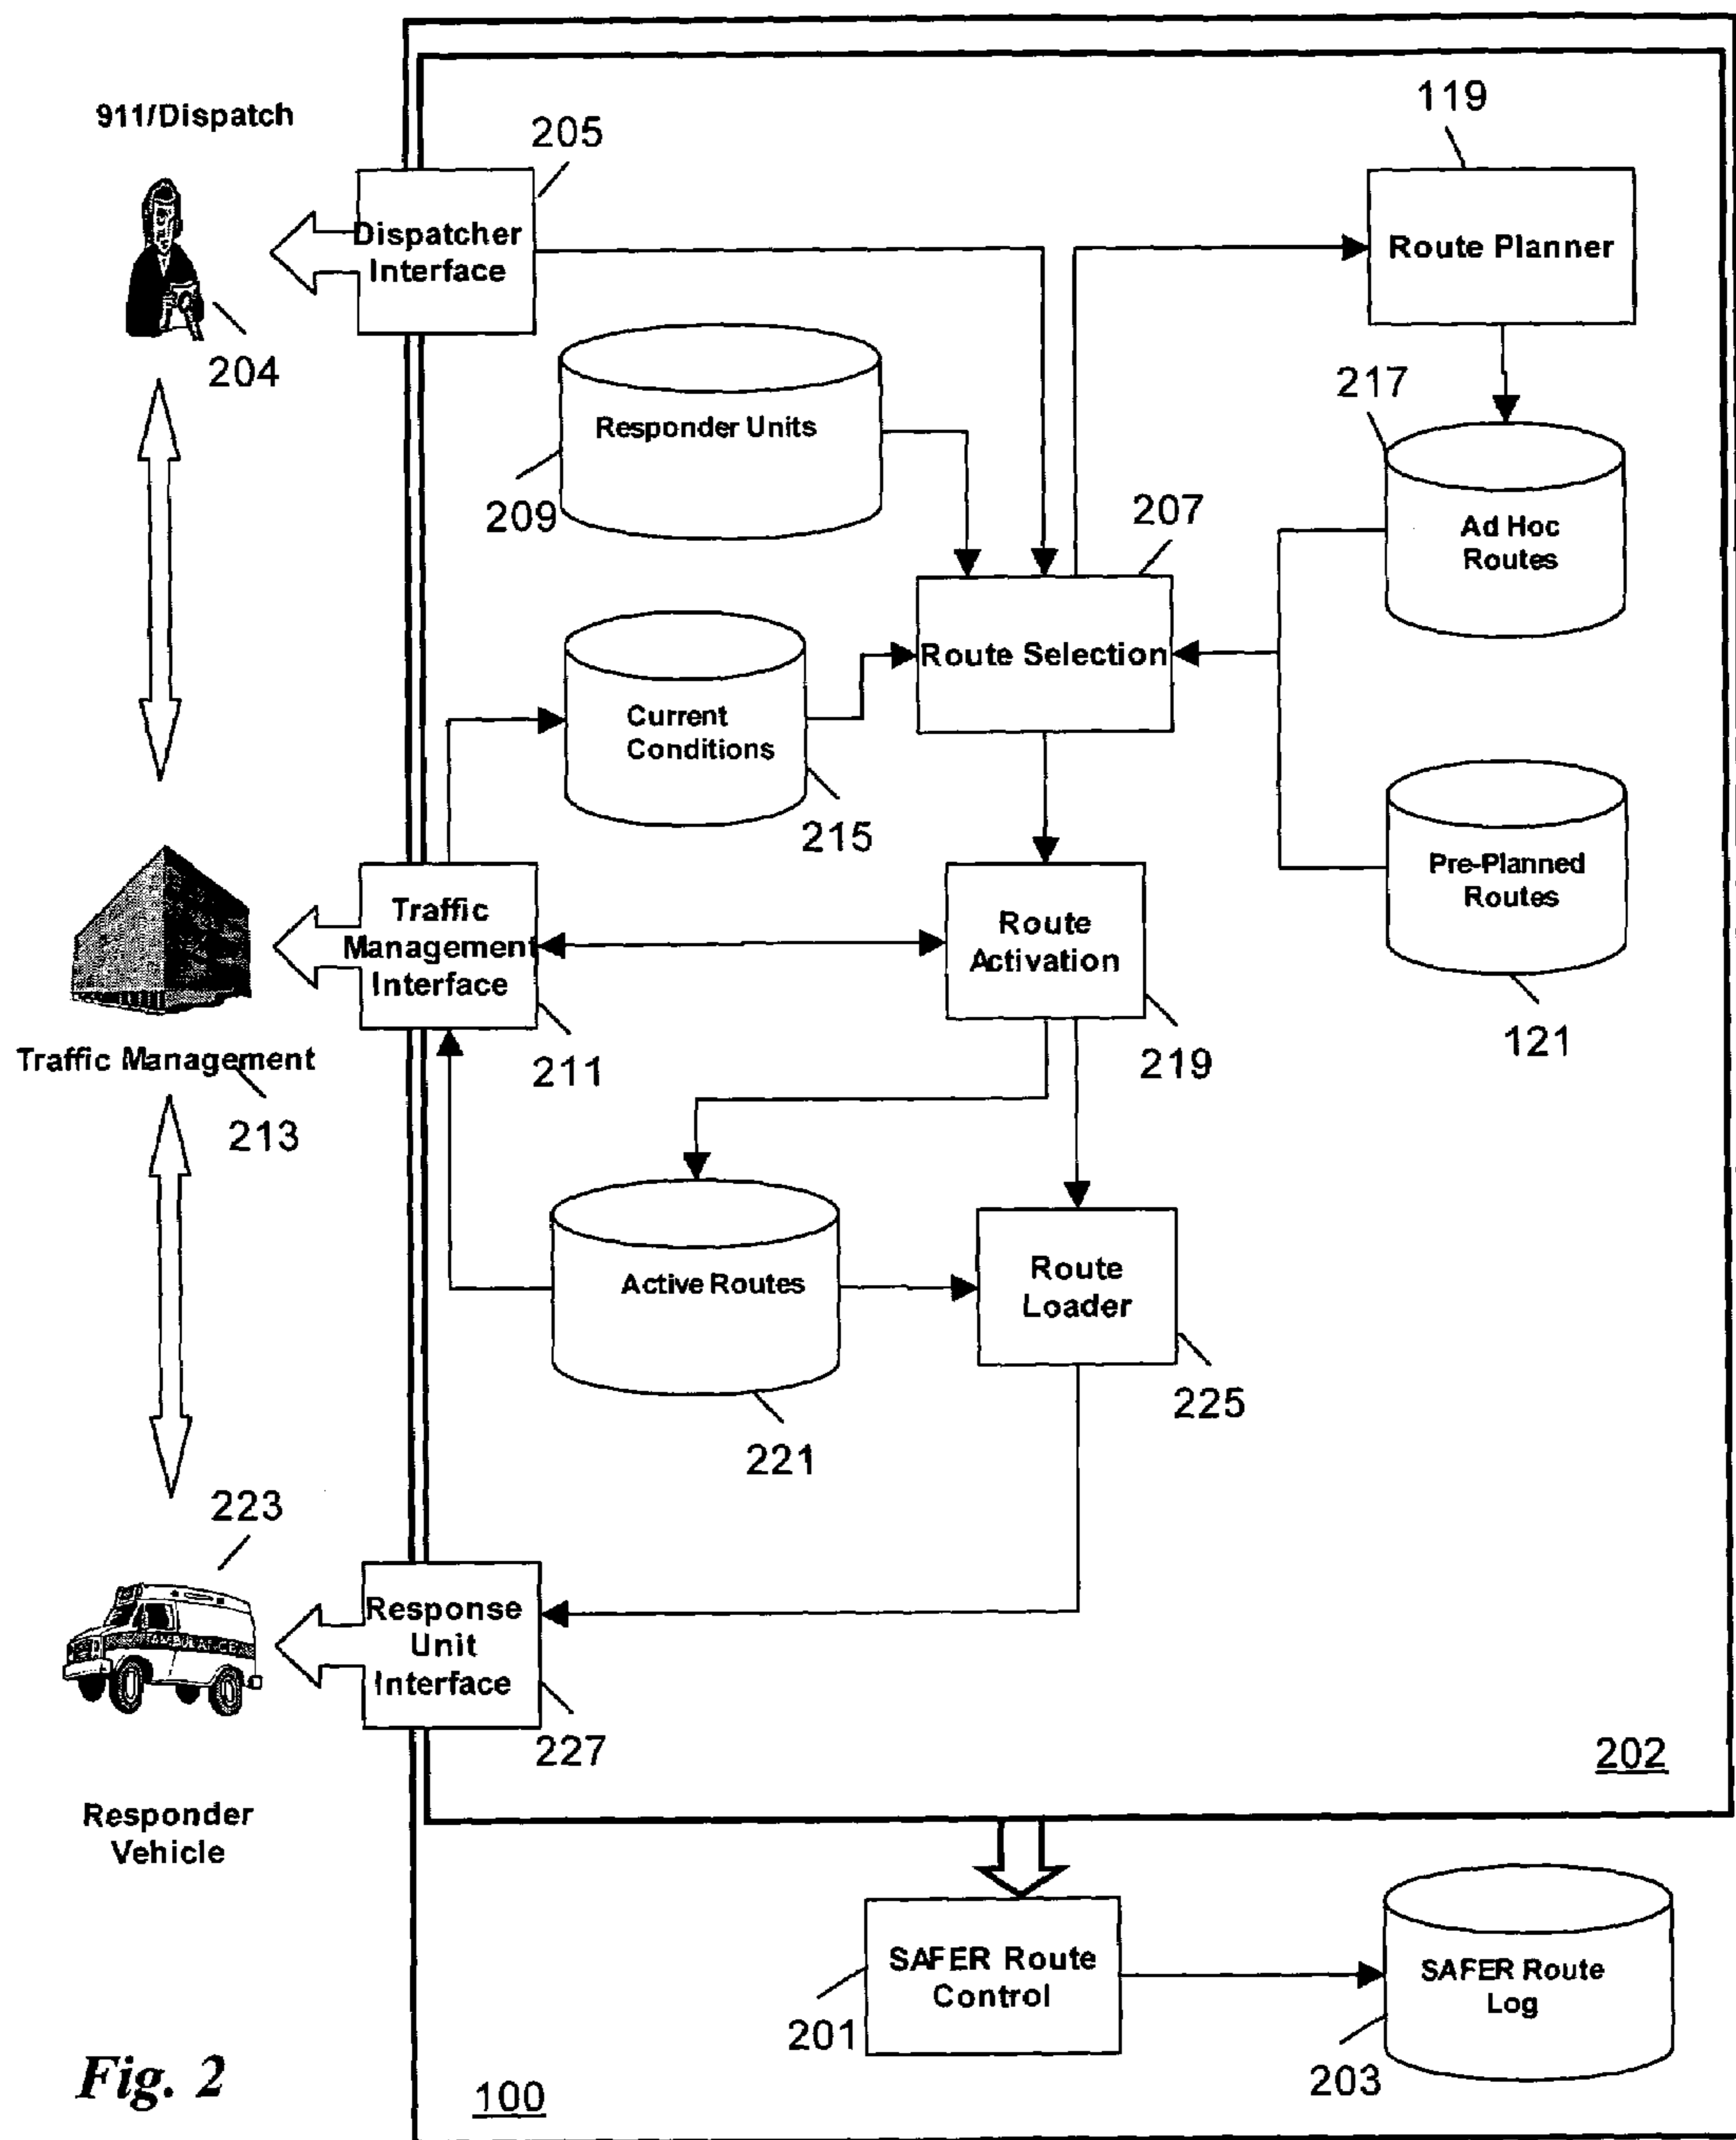 911/Dispatch
204
205
Dispatcher
Interface
119
Route Planner
Responder Units
209
217
Ad Hoc
Routes
207
Route Selection
Current
Conditions
215
Pre-Planned
Routes
121
Traffic
Management
Interface
211
Traffic Management
213
Route
Activation
219
Active Routes
221
Route
Loader
225
223
AMBULANCE
Response
Unit
Interface
227
Responder
Vehicle
202
SAFER Route
Control
201
SAFER Route
Log
203
Fig. 2
100